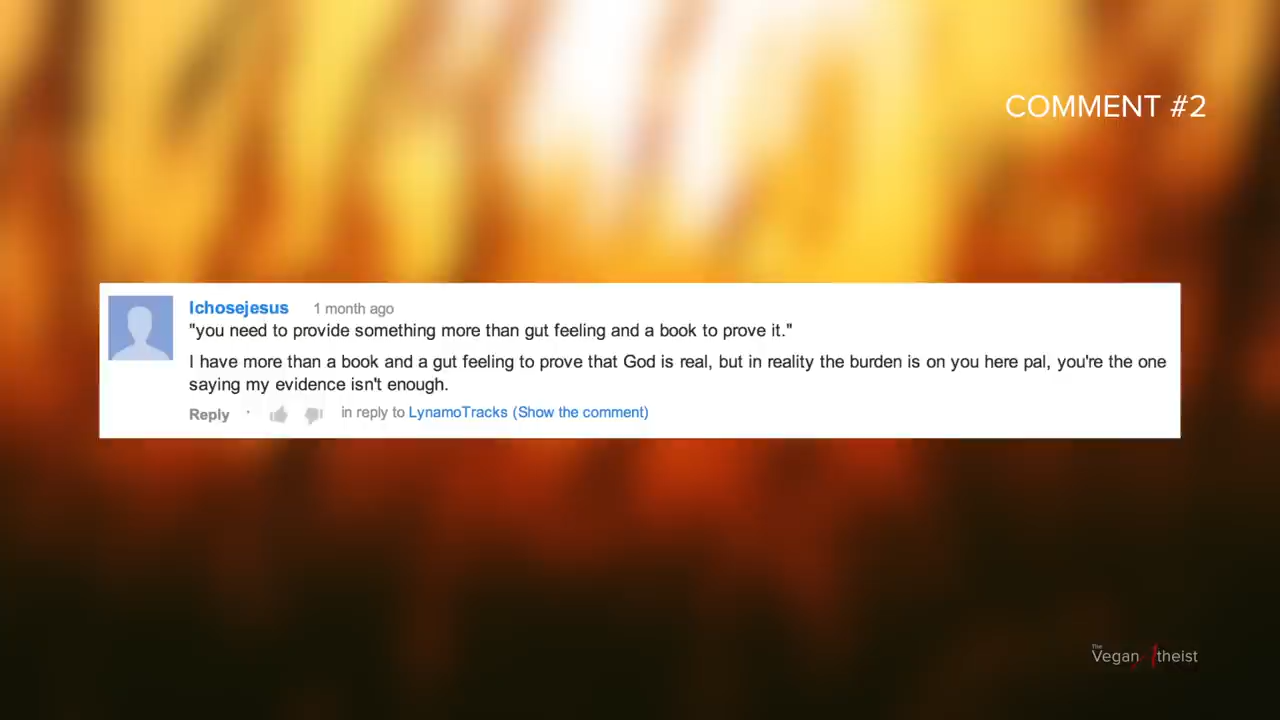 COMMENT #2
Ichosejesus 1 month ago
"you need to provide something more than gut feeling and a book to prove it."
I have more than a book and a gut feeling to prove that God is real, but in reality the burden is on you here pal, you're the one
saying my evidence isn't enough.
Reply · in reply to LynamoTracks (Show the comment)
The
Vegan Atheist